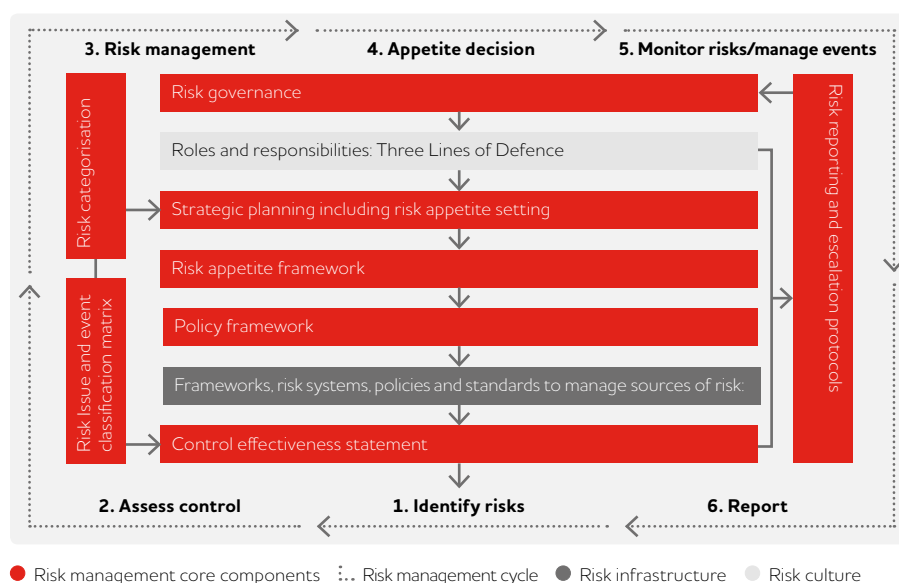 3. Risk management
4. Appetite decision
5. Monitor risks/manage events
Risk categorisation
Risk Issue and event
classification matrix
Risk governance
Roles and responsibilities: Three Lines of Defence
Strategic planning including risk appetite setting
Risk appetite framework
Policy framework
Frameworks, risk systems, policies and standards to manage sources of risk:
Control effectiveness statement
Risk reporting and escalation protocols
2. Assess control
1. Identify risks
6. Report
Risk management core components
Risk management cycle
Risk infrastructure
Risk culture